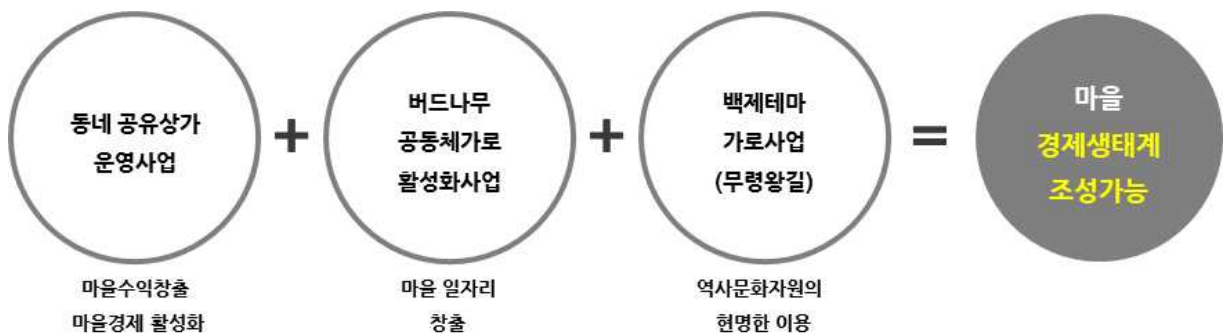 동네 공유상가
운영사업
+
버드나무
공동체가로
활성화사업
+
백제테마
가로사업
(무령왕길)
=
마을
경제생태계
조성가능
마을수익창출
마을경제 활성화
마을 일자리
창출
역사문화자원의
현명한 이용